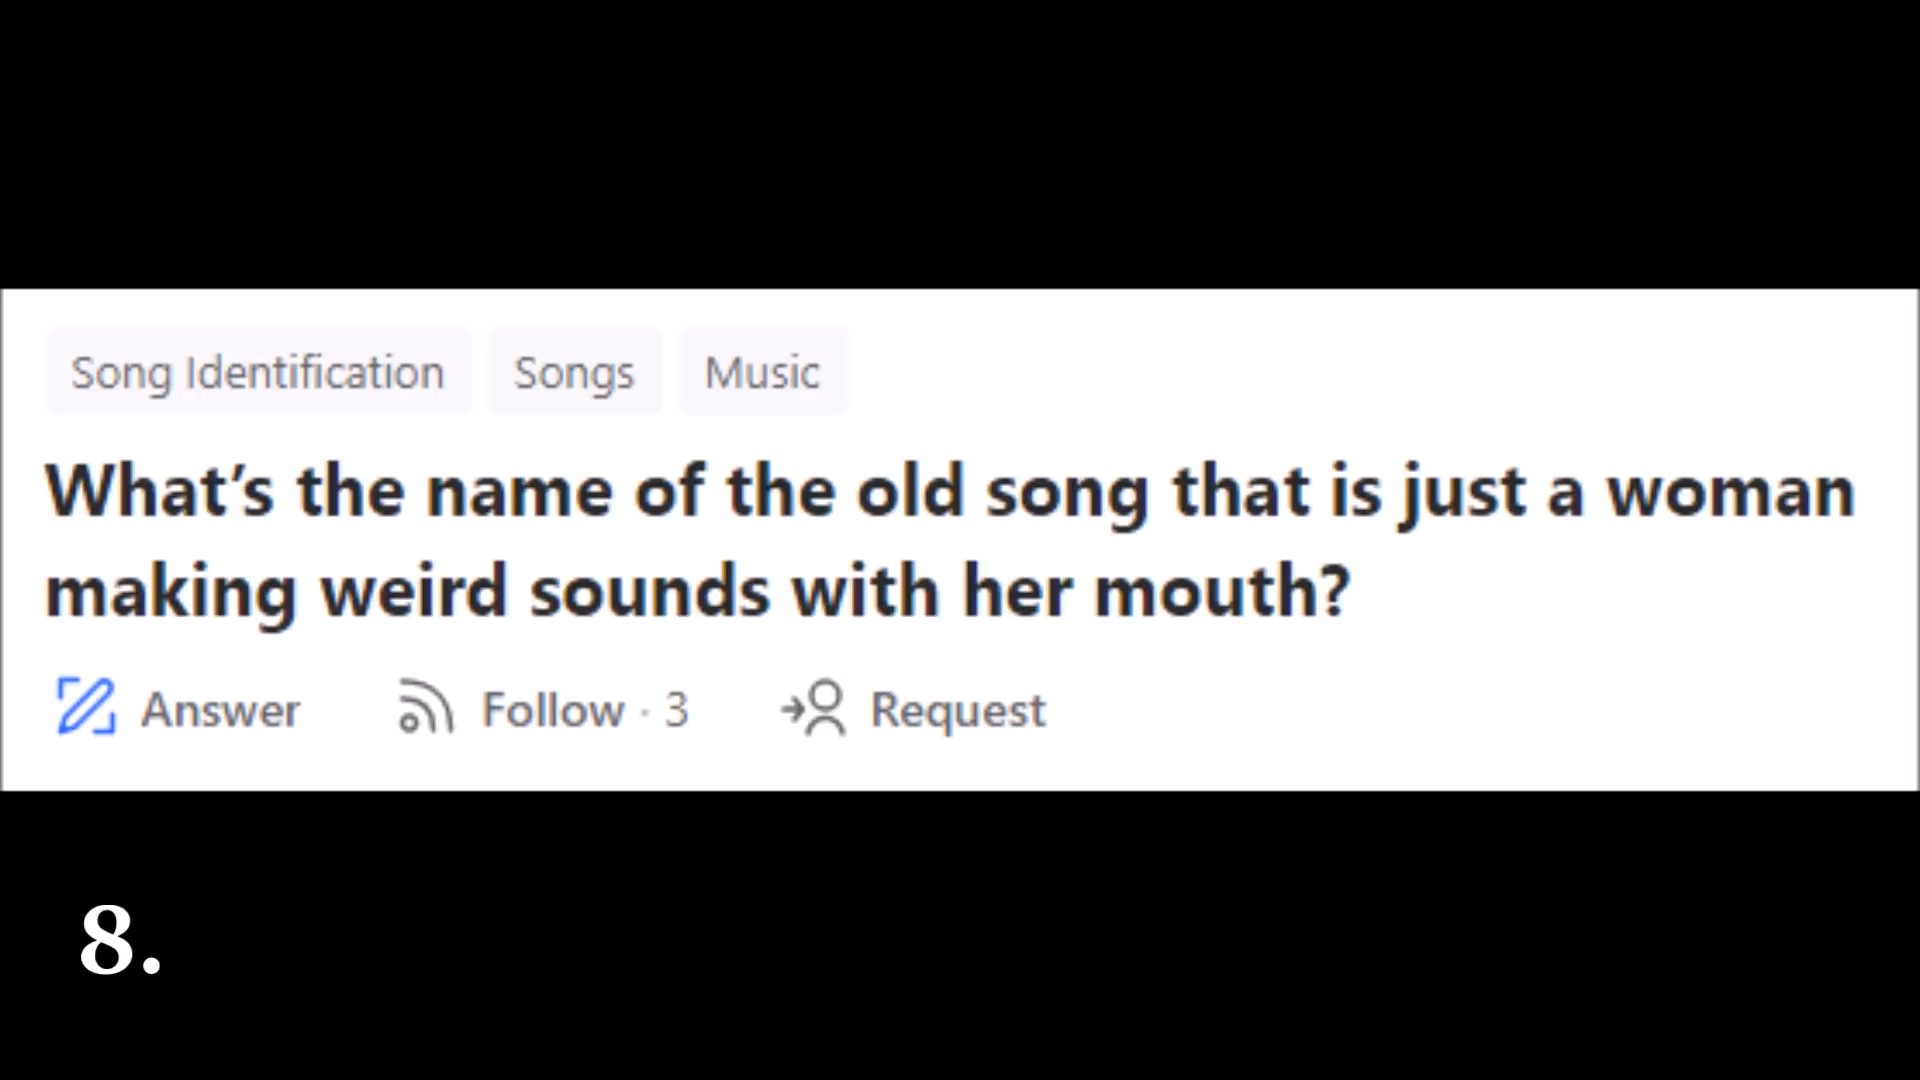 Song Identification Songs Music
What’s the name of the old song that is just a woman
making weird sounds with her mouth?
Answer Follow · 3 Request
8.